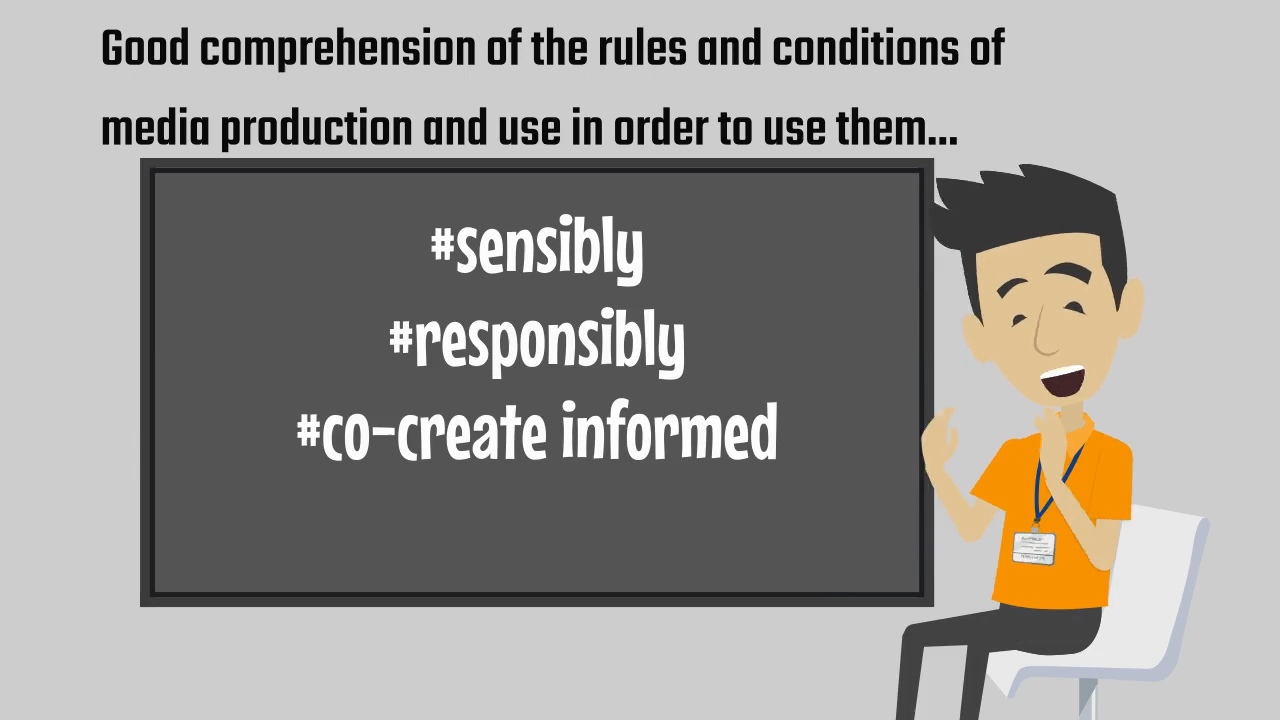 Good comprehension of the rules and conditions of
media production and use in order to use them...
#sensibly
#responsibly
#co-create informed